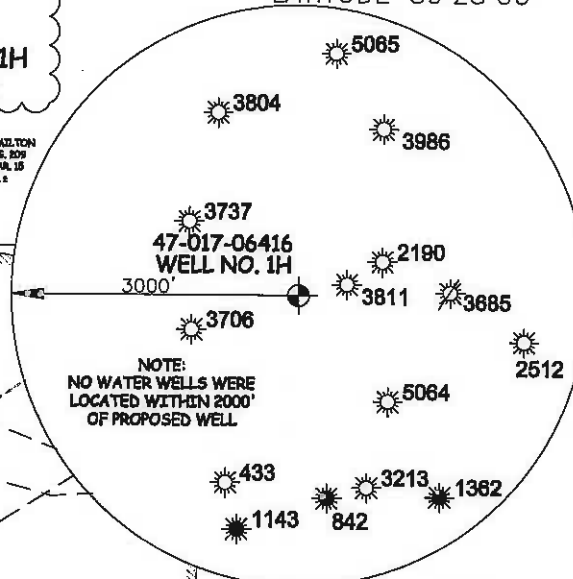 1H
5065
3804
3986
3737
47-017-06416
WELL NO. 1H
2190
3000'
3811
3685
3706
2512
NOTE:
NO WATER WELLS WERE
LOCATED WITHIN 2000'
OF PROPOSED WELL
5064
433
3213
1362
1143
842